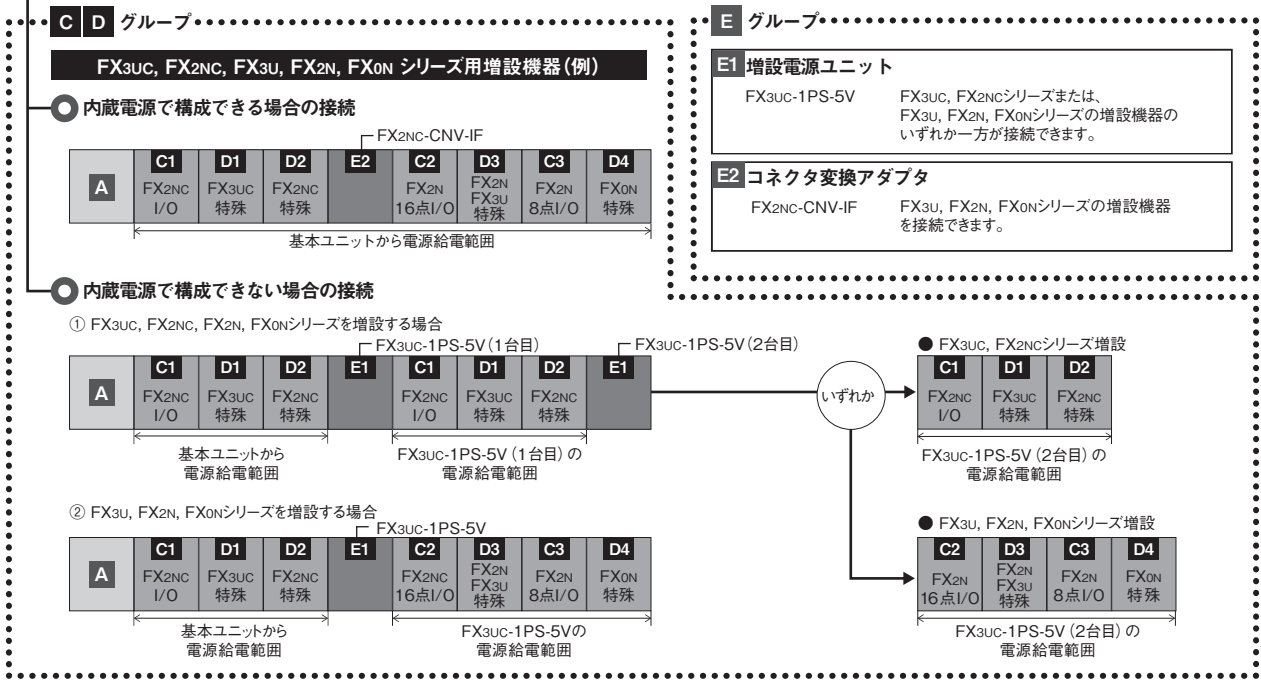 C D グループ
FX3UC, FX2NC, FX3U, FX2N, FX0N シリーズ用増設機器(例)
内蔵電源で構成できる場合の接続
FX2NC-CNV-IF
A
C1 D1 D2 E2 C2 D3 C3 D4
FX2NC I/O
FX3UC 特殊
FX2NC 特殊
FX2N 16点I/O
FX2N FX3U 特殊
FX2N 8点I/O
FX0N 特殊
基本ユニットから電源給電範囲
E グループ
E1 増設電源ユニット
FX3UC-1PS-5V FX3UC, FX2NCシリーズまたは、
FX3U, FX2N, FX0Nシリーズの増設機器の
いずれか一方が接続できます。
E2 コネクタ変換アダプタ
FX2NC-CNV-IF FX3U, FX2N, FX0Nシリーズの増設機器
を接続できます。
内蔵電源で構成できない場合の接続
① FX3UC, FX2NC, FX2N, FX0Nシリーズを増設する場合
FX3UC-1PS-5V(1台目)
FX3UC-1PS-5V(2台目)
A
C1 D1 D2 E1 C1 D1 D2 E1
FX2NC I/O
FX3UC 特殊
FX2NC 特殊
FX2NC I/O
FX3UC 特殊
FX2NC 特殊
基本ユニットから
電源給電範囲
FX3UC-1PS-5V(1台目)の
電源給電範囲
いずれか
● FX3UC, FX2NCシリーズ増設
C1 D1 D2
FX2NC I/O
FX3UC 特殊
FX2NC 特殊
FX3UC-1PS-5V(2台目)の
電源給電範囲
② FX3U, FX2N, FX0Nシリーズを増設する場合
FX3UC-1PS-5V
A
C1 D1 D2 E1 C2 D3 C3 D4
FX2NC I/O
FX3UC 特殊
FX2NC 特殊
FX2NC 16点I/O
FX2N FX3U 特殊
FX2N 8点I/O
FX0N 特殊
基本ユニットから
電源給電範囲
FX3UC-1PS-5Vの
電源給電範囲
● FX3U, FX2N, FX0Nシリーズ増設
C2 D3 C3 D4
FX2N 16点I/O
FX2N FX3U 特殊
FX2N 8点I/O
FX0N 特殊
FX3UC-1PS-5V(2台目)の
電源給電範囲